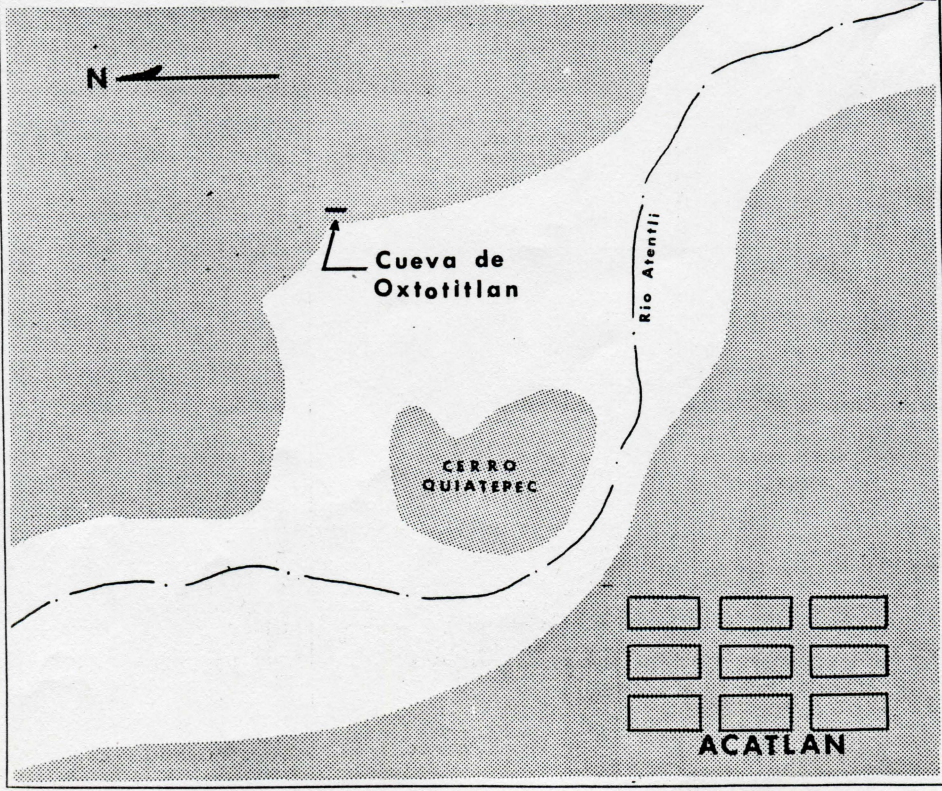 N
Cueva de
Oxtotitlan
Rio Atentli
CERRO
QUIATEPEC
ACATLAN